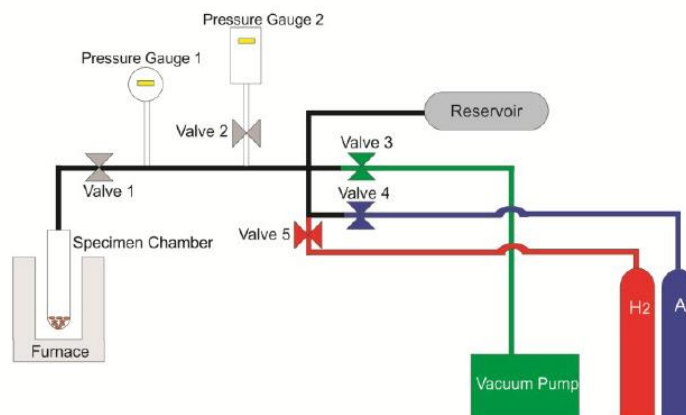 Pressure Gauge 2
Pressure Gauge 1
Reservoir
Valve 2
Valve 3
Valve 1
Valve 4
Valve 5
Specimen Chamber
H2
A
Furnace
Vacuum Pump